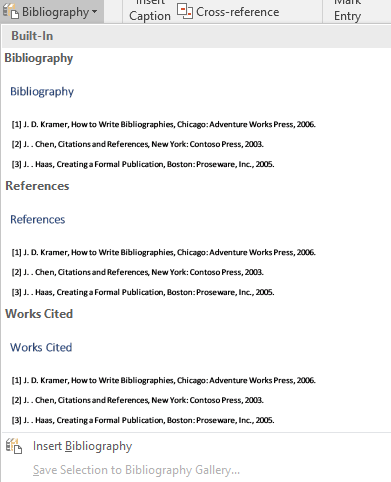 Insert Mark
Bibliography Caption Cross-reference Entry
Built-In
Bibliography
Bibliography
[1] J. D. Kramer, How to Write Bibliographies, Chicago: Adventure Works Press, 2006.
[2] J. . Chen, Citations and References, New York: Contoso Press, 2003.
[3] J. . Haas, Creating a Formal Publication, Boston: Proseware, Inc., 2005.
References
References
[1] J. D. Kramer, How to Write Bibliographies, Chicago: Adventure Works Press, 2006.
[2] J. . Chen, Citations and References, New York: Contoso Press, 2003.
[3] J. . Haas, Creating a Formal Publication, Boston: Proseware, Inc., 2005.
Works Cited
Works Cited
[1] J. D. Kramer, How to Write Bibliographies, Chicago: Adventure Works Press, 2006.
[2] J. . Chen, Citations and References, New York: Contoso Press, 2003.
[3] J. . Haas, Creating a Formal Publication, Boston: Proseware, Inc., 2005.
Insert Bibliography
Save Selection to Bibliography Gallery...